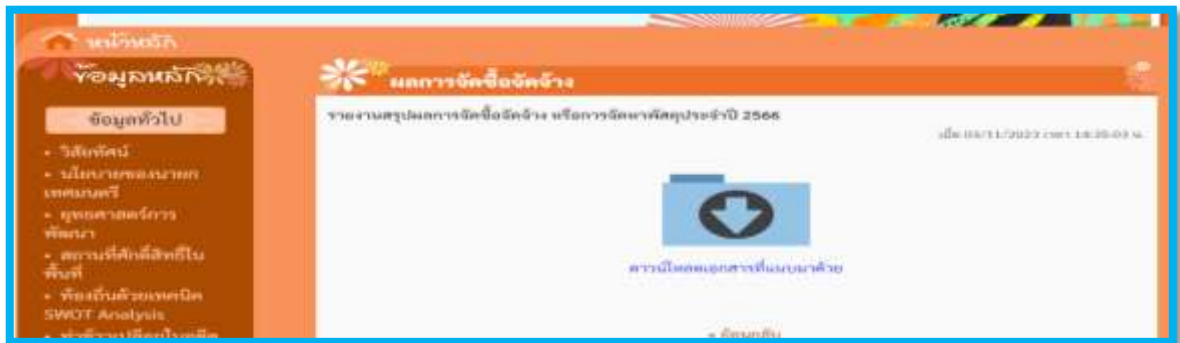 หน้าหลัก
ข้อมูลหลัก
ข้อมูลทั่วไป
• วิสัยทัศน์
• นโยบายของนายก
เทศมนตรี
• ยุทธศาสตร์การ
พัฒนา
• สถานที่ศักดิ์สิทธิ์ใน
พื้นที่
• ท้องถิ่นด้วยเทคนิค
SWOT Analysis
ผลการจัดซื้อจัดจ้าง
รายงานสรุปผลการจัดซื้อจัดจ้าง หรือการจัดหาพัสดุประจำปี 2566
ดาวน์โหลดเอกสารที่แนบมาด้วย
« ย้อนกลับ